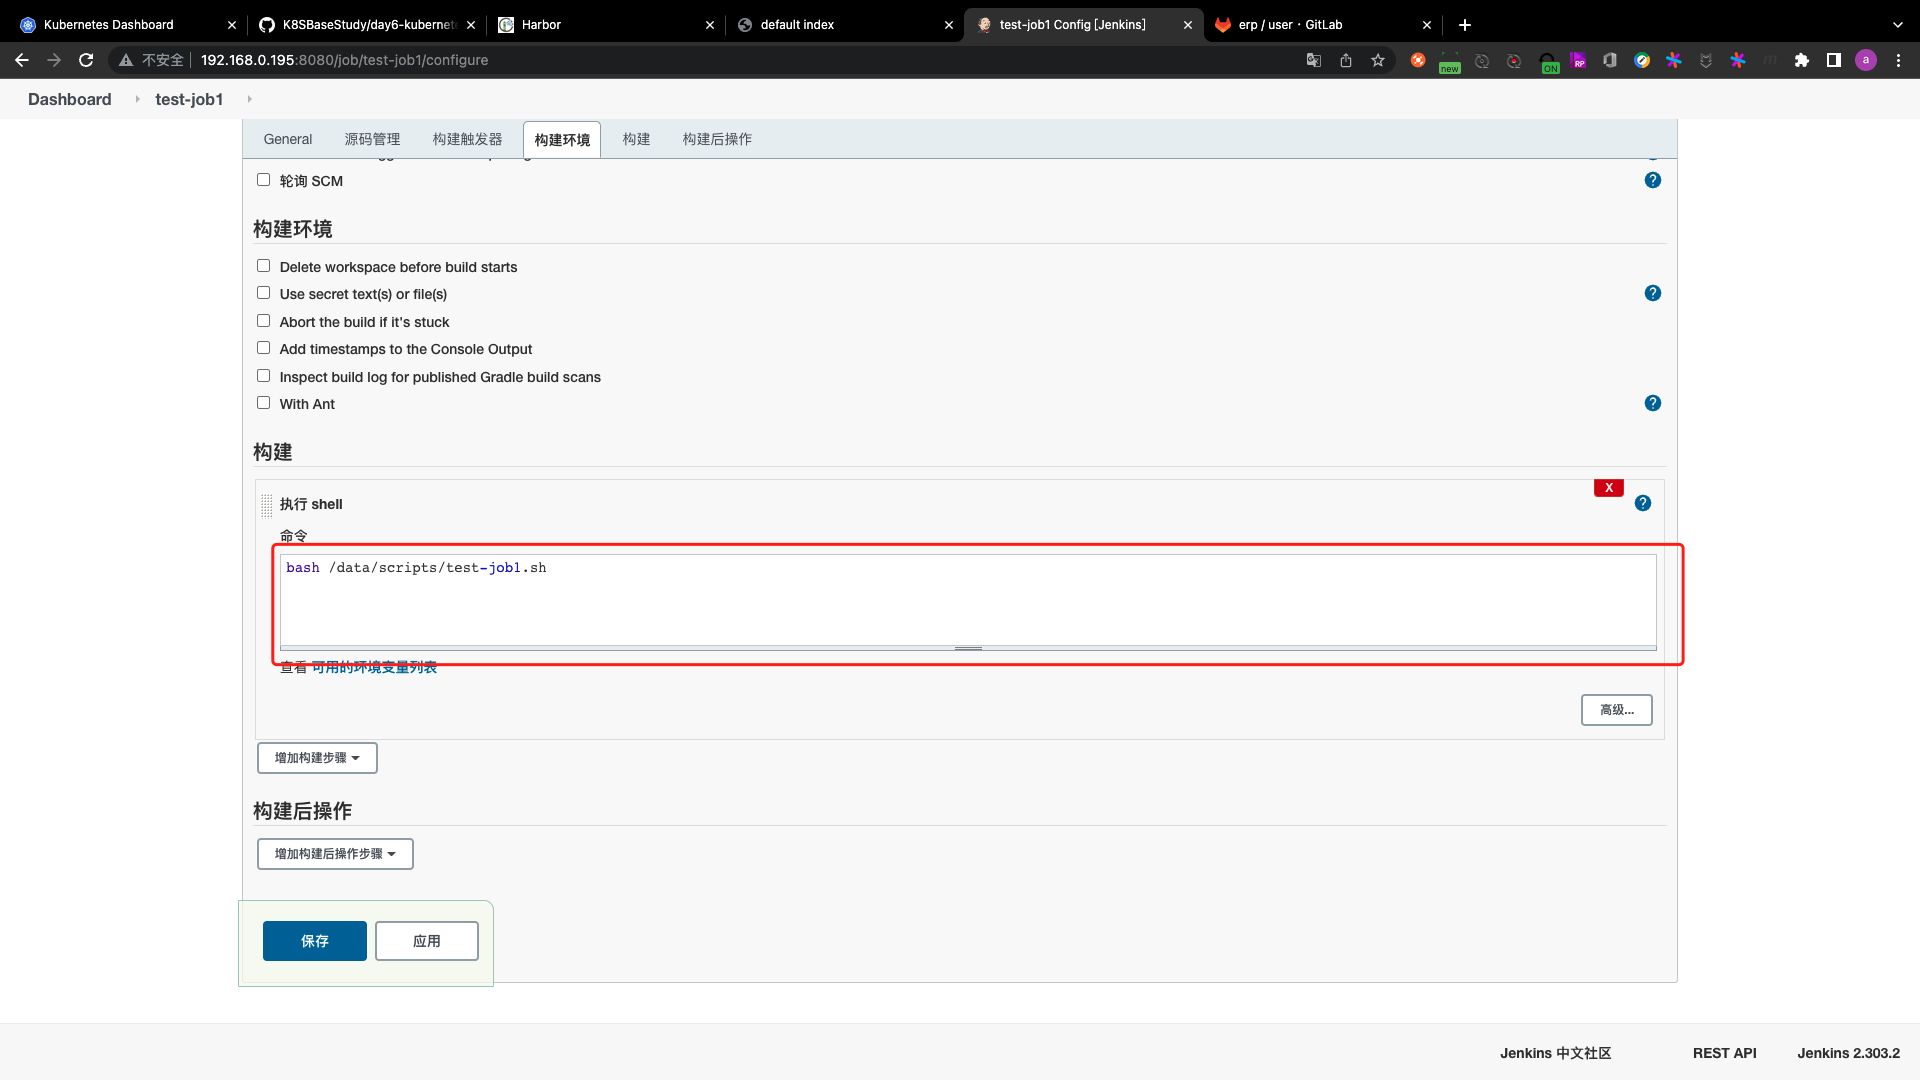 Kubernetes Dashboard
K8SBaseStudy/day6-kubernete
Harbor
default index
test-job1 Config [Jenkins]
erp / user · GitLab
不安全
192.168.0.195:8080/job/test-job1/configure
new
ON
RP
a
Dashboard
test-job1
General
源码管理
构建触发器
构建环境
构建
构建后操作
轮询 SCM
?
构建环境
Delete workspace before build starts
Use secret text(s) or file(s)
?
Abort the build if it's stuck
Add timestamps to the Console Output
Inspect build log for published Gradle build scans
With Ant
?
构建
X
执行 shell
?
命令
bash /data/scripts/test-job1.sh
查看 可用的环境变量列表
高级...
增加构建步骤
构建后操作
增加构建后操作步骤
保存
应用
Jenkins 中文社区
REST API
Jenkins 2.303.2